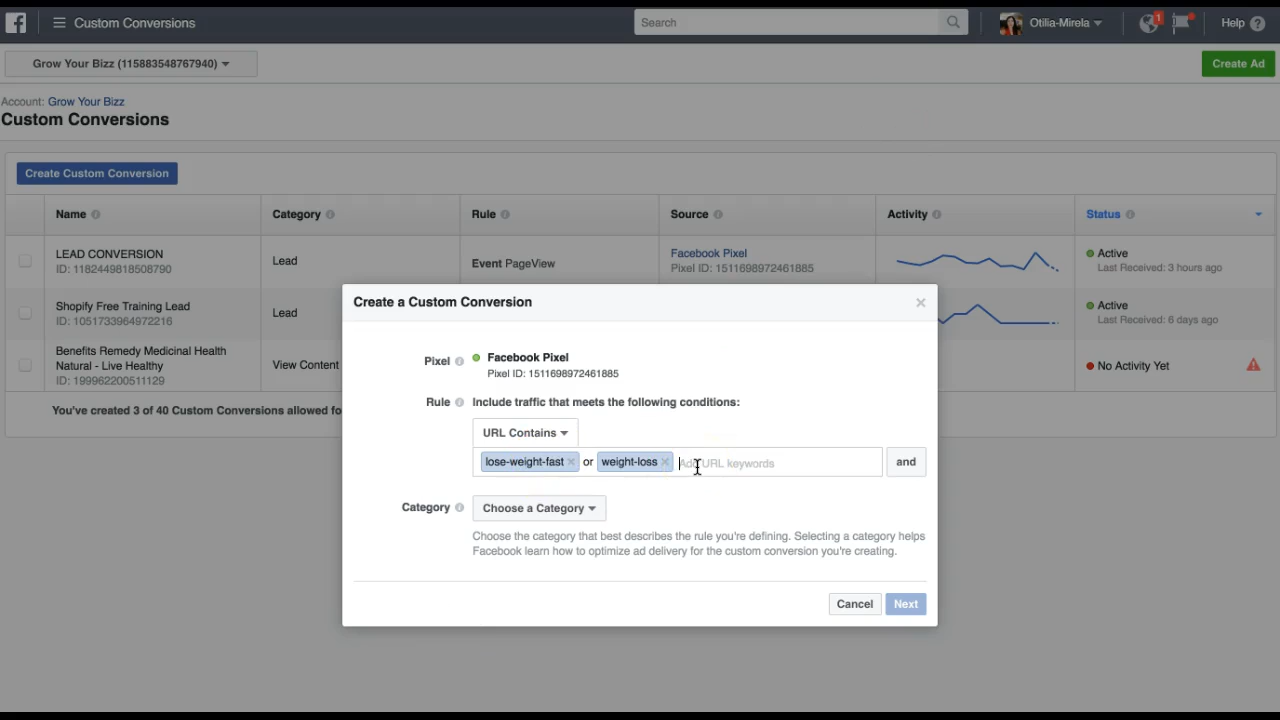 f Custom Conversions Search Otilia-Mirela 1 Help ?
Grow Your Bizz (115883548767940) Create Ad
Account: Grow Your Bizz
Custom Conversions
Create Custom Conversion
Name Category Rule Source Activity Status
LEAD CONVERSION
ID: 1182449818508790
Lead
Event PageView
Facebook Pixel
Pixel ID: 1511698972461885
Active
Last Received: 3 hours ago
Shopify Free Training Lead
ID: 1051733964972216
Lead
Active
Last Received: 6 days ago
Benefits Remedy Medicinal Health
Natural - Live Healthy
ID: 199962200511129
View Content
No Activity Yet
You've created 3 of 40 Custom Conversions allowed fo
Create a Custom Conversion
Pixel Facebook Pixel
Pixel ID: 1511698972461885
Rule Include traffic that meets the following conditions:
URL Contains
lose-weight-fast or weight-loss Add URL keywords and
Category Choose a Category
Choose the category that best describes the rule you're defining. Selecting a category helps
Facebook learn how to optimize ad delivery for the custom conversion you're creating.
Cancel Next